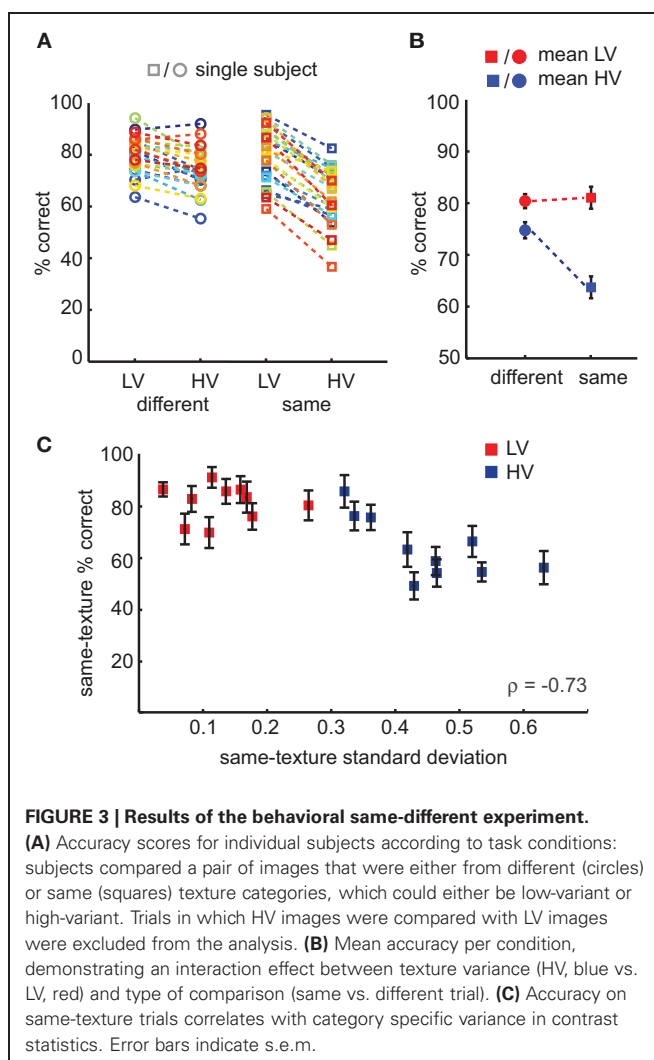 A
□/○ single subject
100
80
60
40
20
0
% correct
LV HV LV HV
different same
B
■/● mean LV
■/● mean HV
90
80
70
60
50
% correct
different same
C
LV
HV
100
80
60
40
20
same-texture % correct
ρ = -0.73
0.1 0.2 0.3 0.4 0.5 0.6
same-texture standard deviation
FIGURE 3 | Results of the behavioral same-different experiment.
(A) Accuracy scores for individual subjects according to task conditions:
subjects compared a pair of images that were either from different (circles)
or same (squares) texture categories, which could either be low-variant or
high-variant. Trials in which HV images were compared with LV images
were excluded from the analysis. (B) Mean accuracy per condition,
demonstrating an interaction effect between texture variance (HV, blue vs.
LV, red) and type of comparison (same vs. different trial). (C) Accuracy on
same-texture trials correlates with category specific variance in contrast
statistics. Error bars indicate s.e.m.